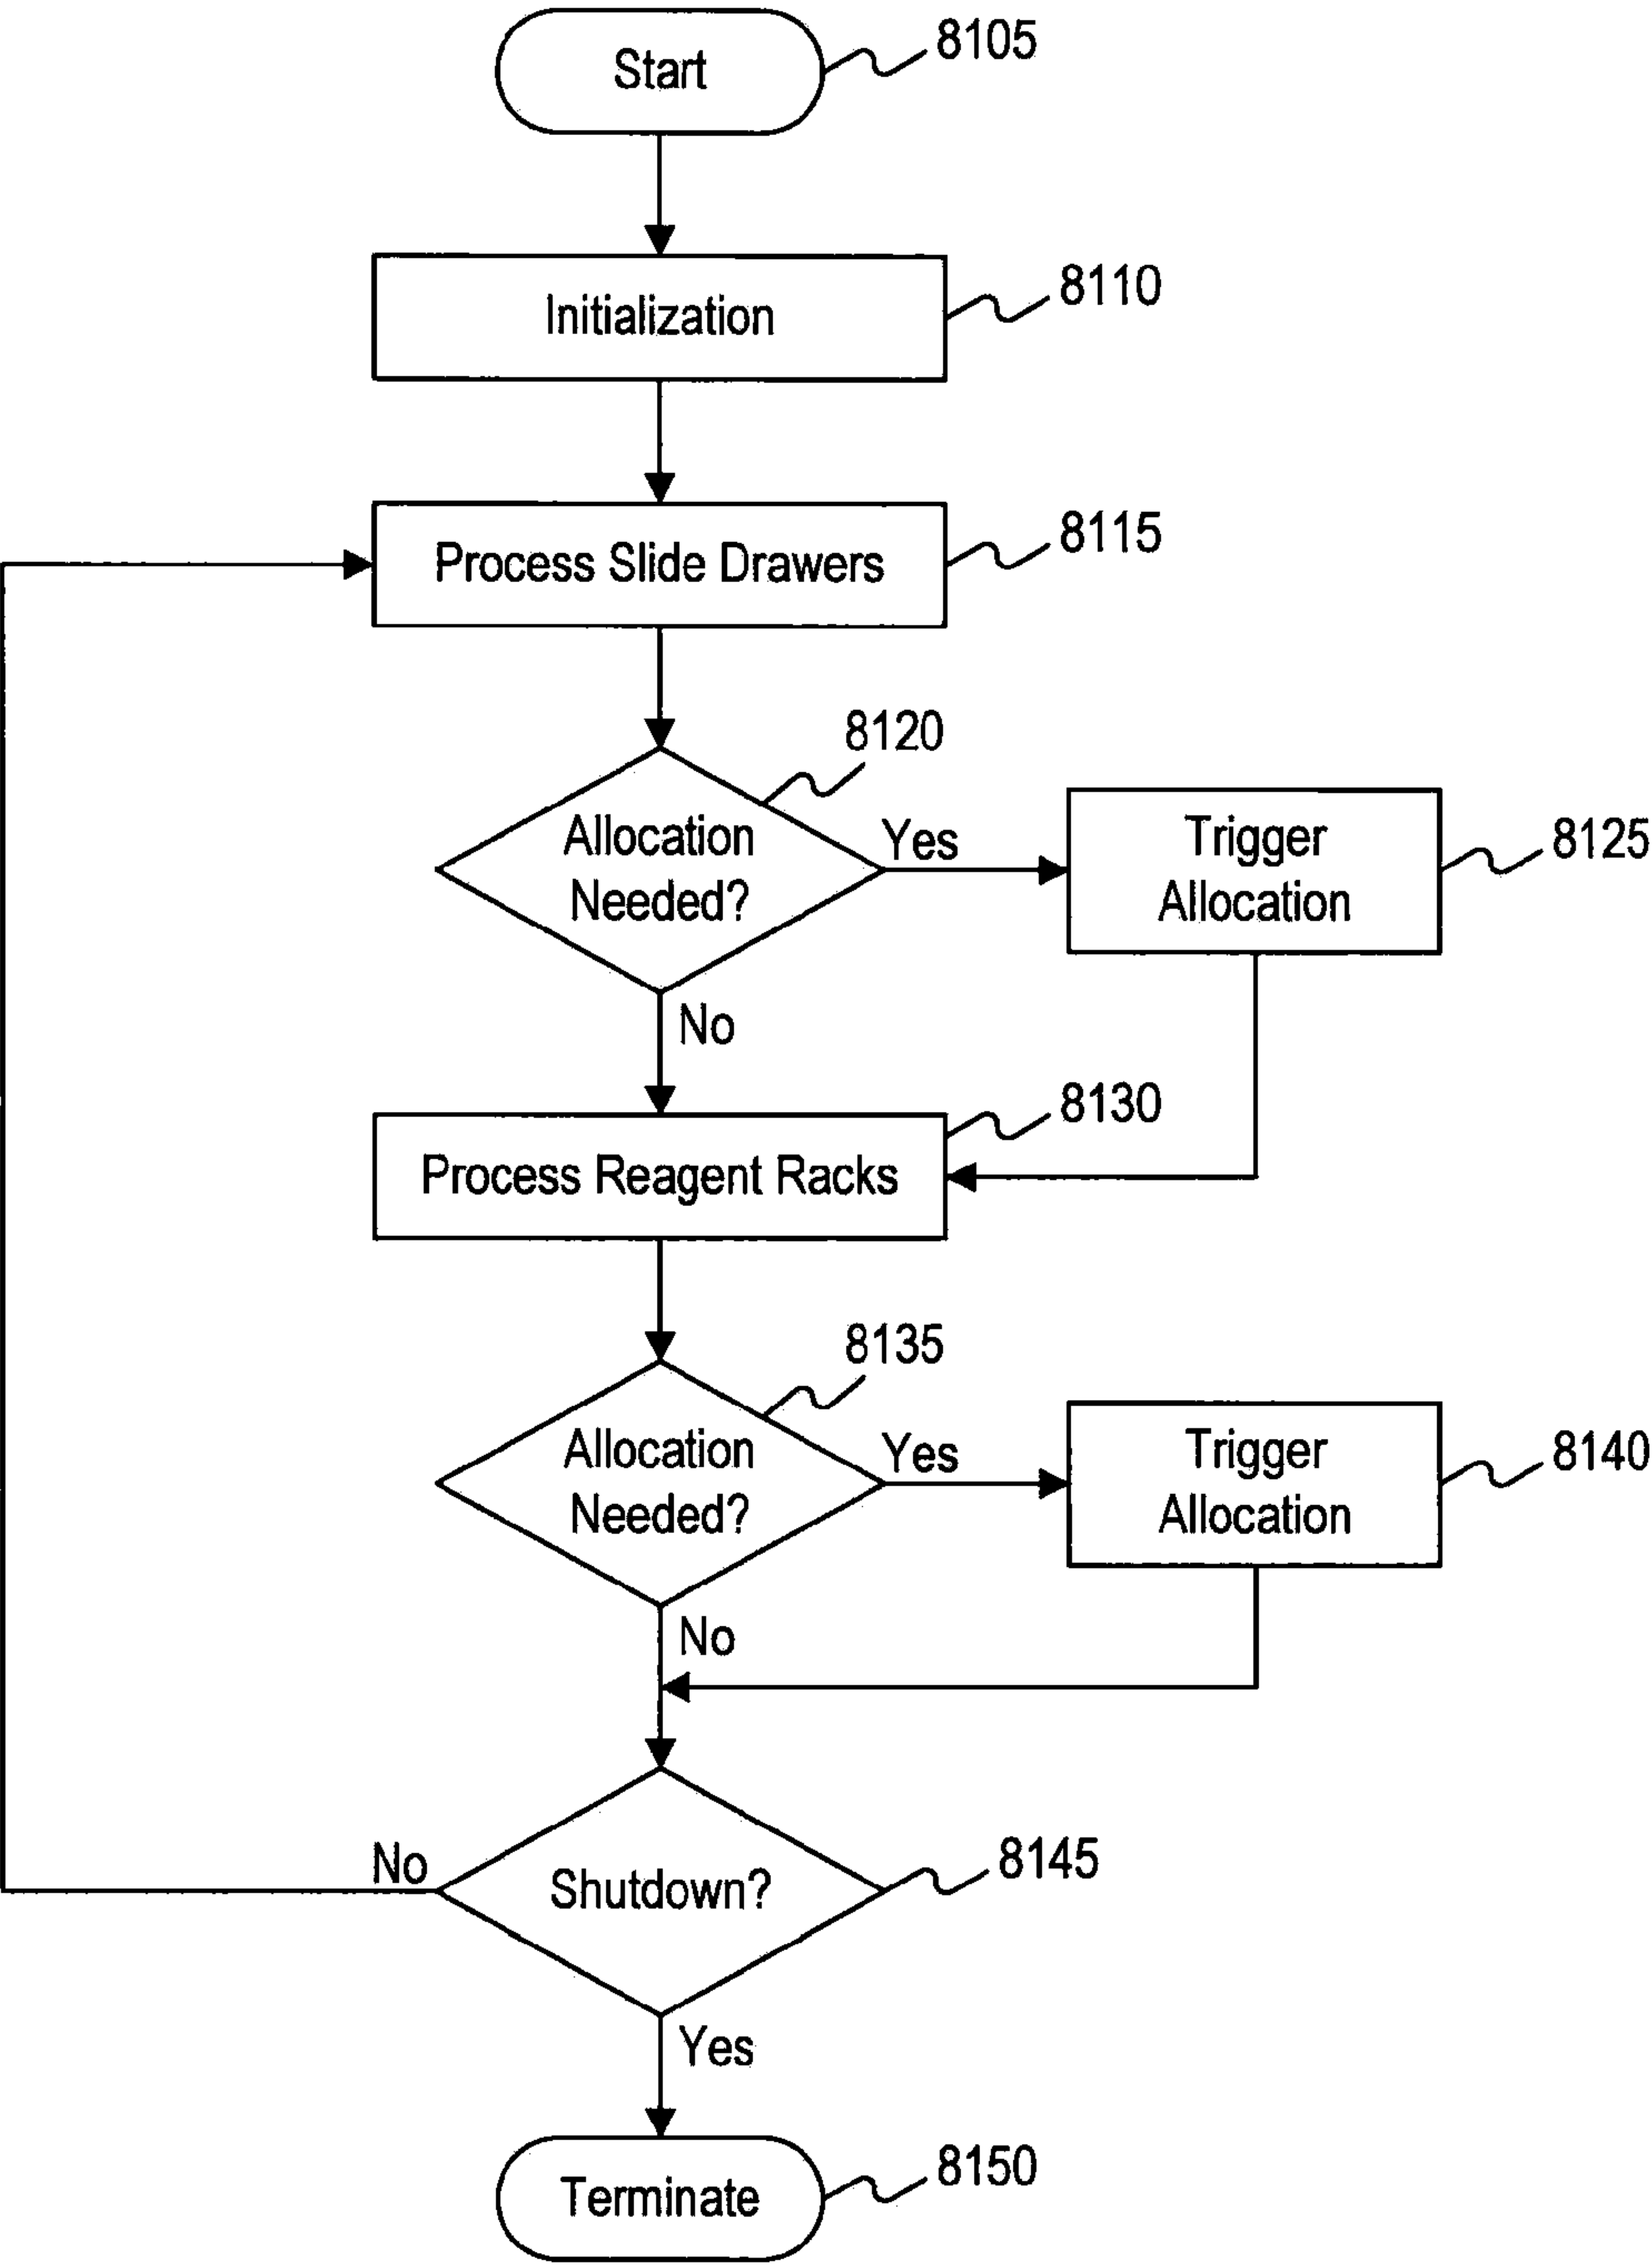 Start
8105
Initialization
8110
Process Slide Drawers
8115
8120
Allocation
Needed?
Yes
Trigger
Allocation
8125
No
8130
Process Reagent Racks
8135
Allocation
Needed?
Yes
Trigger
Allocation
8140
No
No
Shutdown?
8145
Yes
Terminate
8150